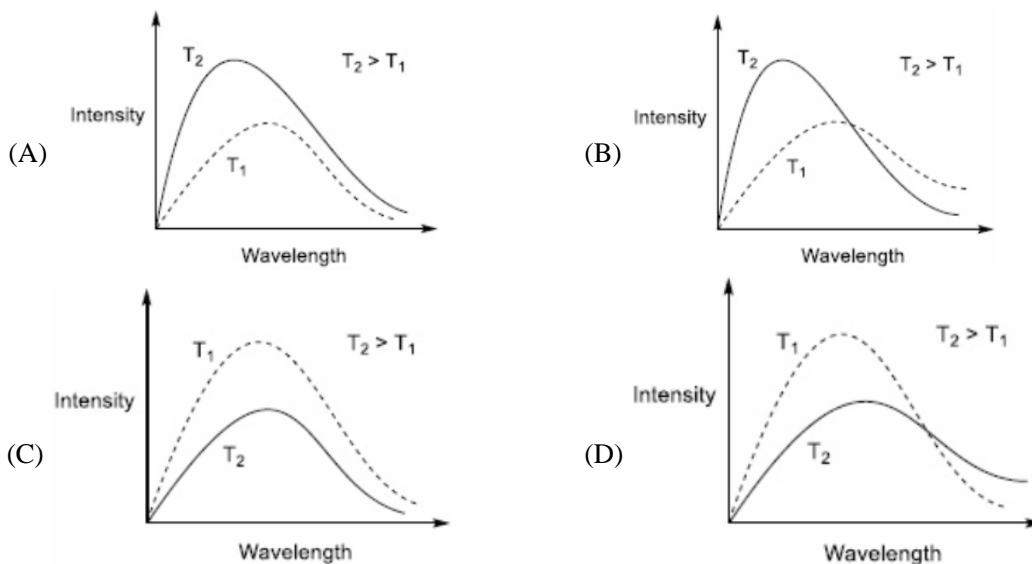 T₂
T₂ > T₁
Intensity
T₁
Wavelength
(A)
T₂
T₂ > T₁
Intensity
T₁
Wavelength
(B)
T₁
T₂ > T₁
Intensity
T₂
Wavelength
(C)
T₁
T₂ > T₁
Intensity
T₂
Wavelength
(D)